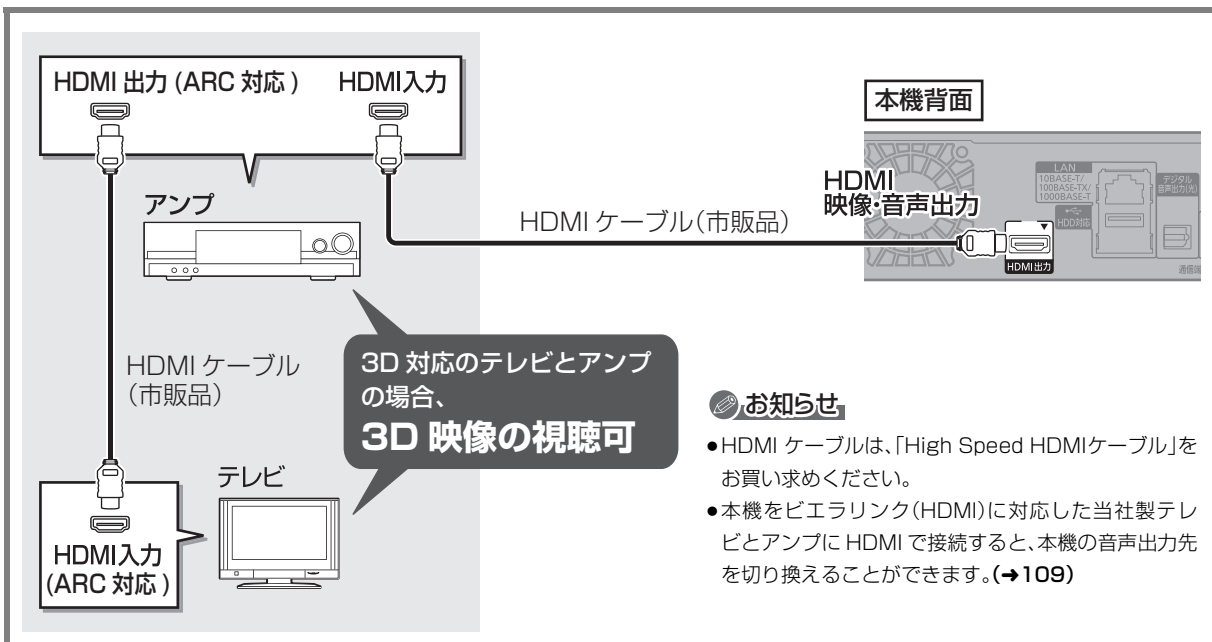 HDMI 出力 (ARC 対応 )
HDMI入力
本機背面
LAN
10BASE-T/
100BASE-TX/
1000BASE-T
HDD対応
デジタル
音声出力(光)
HDMI
映像・音声出力
HDMI出力
アンプ
HDMI ケーブル(市販品)
HDMI ケーブル
(市販品)
3D 対応のテレビとアンプ
の場合、
3D 映像の視聴可
テレビ
HDMI入力
(ARC 対応 )
お知らせ
●HDMI ケーブルは、「High Speed HDMIケーブル」を
お買い求めください。
●本機をビエラリンク(HDMI)に対応した当社製テレ
ビとアンプに HDMI で接続すると、本機の音声出力先
を切り換えることができます。(➔109)